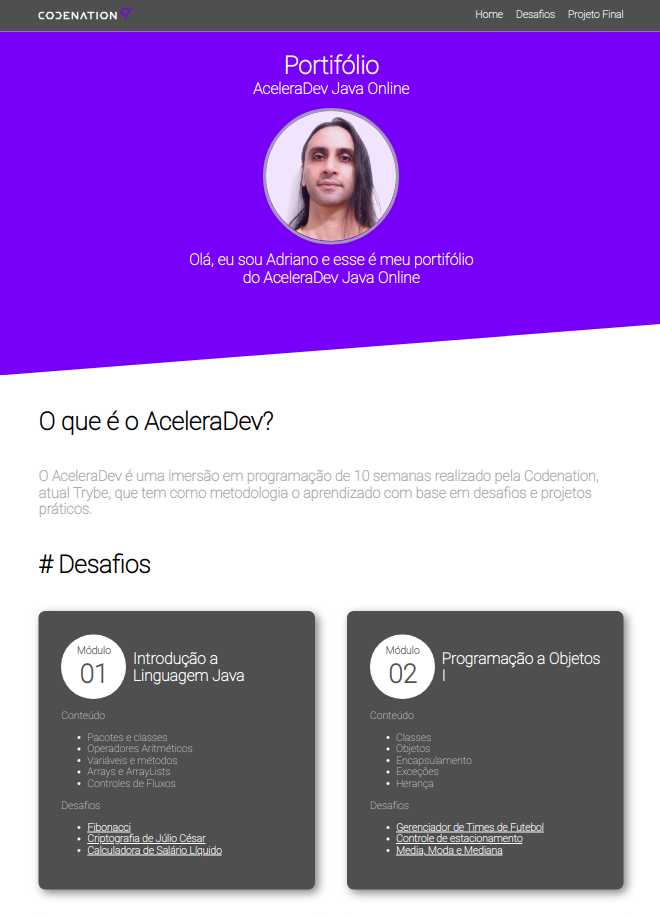 CODENATION
Home Desafios Projeto Final
Portifólio
AceleraDev Java Online
Olá, eu sou Adriano e esse é meu portifólio
do AceleraDev Java Online
O que é o AceleraDev?
O AceleraDev é uma imersão em programação de 10 semanas realizado pela Codenation,
atual Trybe, que tem como metodologia o aprendizado com base em desafios e projetos
práticos.
# Desafios
Módulo
01
Introdução a
Linguagem Java
Conteúdo
Pacotes e classes
Operadores Aritméticos
Variáveis e métodos
Arrays e ArrayLists
Controles de Fluxos
Desafios
Fibonacci
Criptografia de Júlio César
Calculadora de Salário Líquido
Módulo
02
Programação a Objetos
I
Conteúdo
Classes
Objetos
Encapsulamento
Exceções
Herança
Desafios
Gerenciador de Times de Futebol
Controle de estacionamento
Media, Moda e Mediana